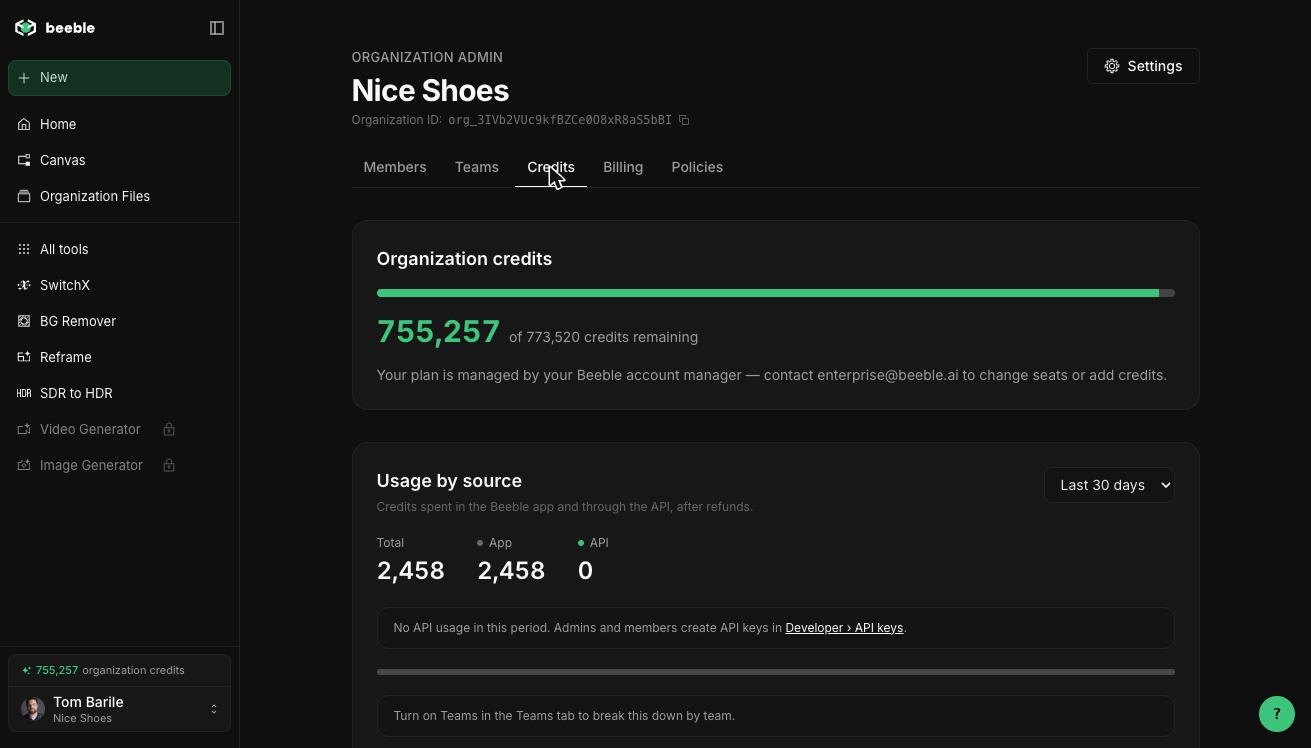 beeble
New
Home
Canvas
Organization Files
All tools
SwitchX
BG Remover
Reframe
HDR SDR to HDR
Video Generator
Image Generator
755,257 organization credits
Tom Barile
Nice Shoes
ORGANIZATION ADMIN
Nice Shoes
Settings
Organization ID: org_3IVb2VUc9kfBZCe0O8xR8aS5bBI
Members Teams Credits Billing Policies
Organization credits
755,257 of 773,520 credits remaining
Your plan is managed by your Beeble account manager — contact enterprise@beeble.ai to change seats or add credits.
Usage by source
Last 30 days
Credits spent in the Beeble app and through the API, after refunds.
Total App API
2,458 2,458 0
No API usage in this period. Admins and members create API keys in Developer › API keys.
Turn on Teams in the Teams tab to break this down by team.
?